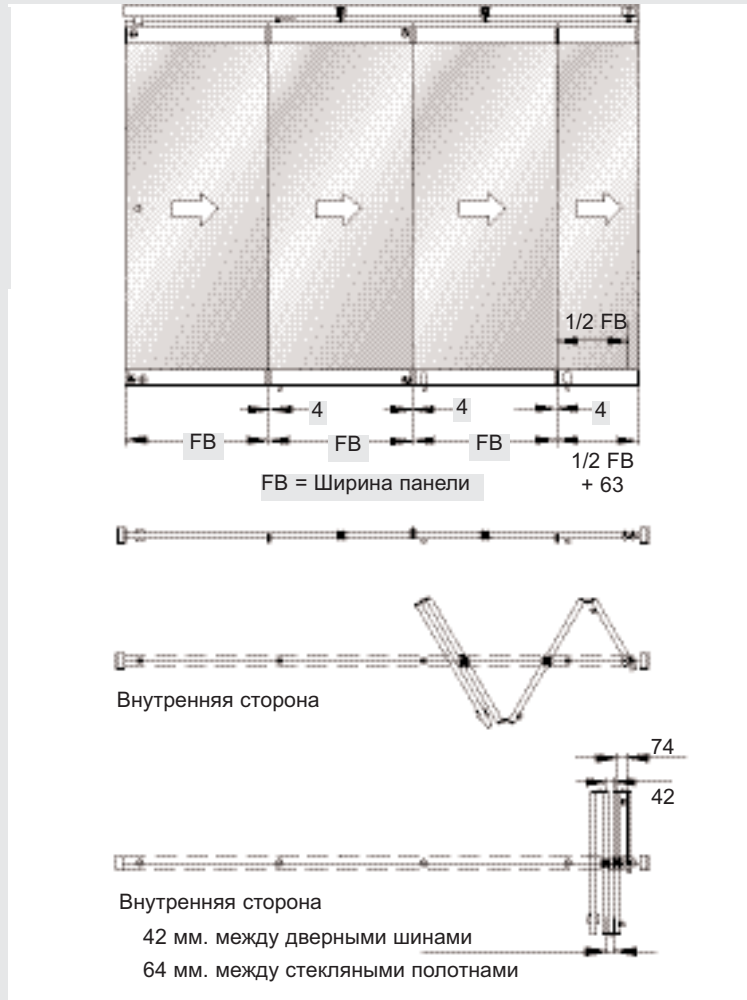 1/2 FB
4
4
4
FB
FB
FB
1/2 FB
+ 63
FB = Ширина панели
Внутренняя сторона
74
42
Внутренняя сторона
42 мм. между дверными шинами
64 мм. между стекляными полотнами